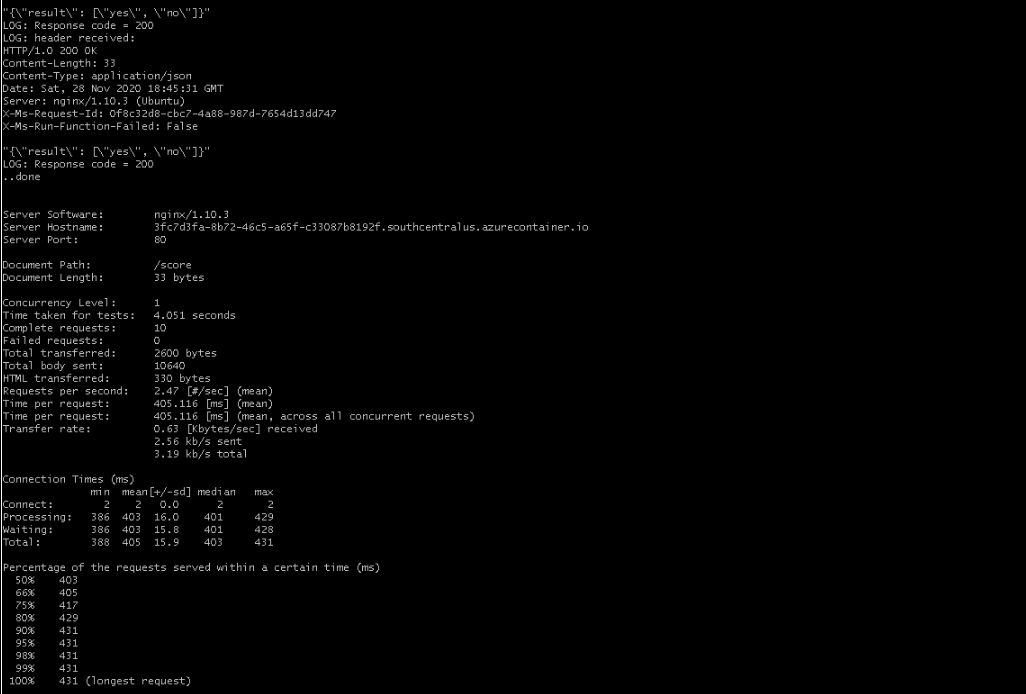 "{\"result\": [\"yes\", \"no\"]}"
LOG: Response code = 200
LOG: header received:
HTTP/1.0 200 OK
Content-Length: 33
Content-Type: application/json
Date: Sat, 28 Nov 2020 18:45:31 GMT
Server: nginx/1.10.3 (Ubuntu)
X-Ms-Request-Id: 0f8c32d8-cbc7-4a88-987d-7654d13dd747
X-Ms-Run-Function-Failed: False
"{\"result\": [\"yes\", \"no\"]}"
LOG: Response code = 200
..done
Server Software: nginx/1.10.3
Server Hostname: 3fc7d3fa-8b72-46c5-a65f-c33087b8192f.southcentralus.azurecontainer.io
Server Port: 80
Document Path: /score
Document Length: 33 bytes
Concurrency Level: 1
Time taken for tests: 4.051 seconds
Complete requests: 10
Failed requests: 0
Total transferred: 2600 bytes
Total body sent: 10640
HTML transferred: 330 bytes
Requests per second: 2.47 [#/sec] (mean)
Time per request: 405.116 [ms] (mean)
Time per request: 405.116 [ms] (mean, across all concurrent requests)
Transfer rate: 0.63 [Kbytes/sec] received
2.56 kb/s sent
3.19 kb/s total
Connection Times (ms)
min mean[+/-sd] median max
Connect: 2 2 0.0 2 2
Processing: 386 403 16.0 401 429
Waiting: 386 403 15.8 401 428
Total: 388 405 15.9 403 431
Percentage of the requests served within a certain time (ms)
50% 403
66% 405
75% 417
80% 429
90% 431
95% 431
98% 431
99% 431
100% 431 (longest request)